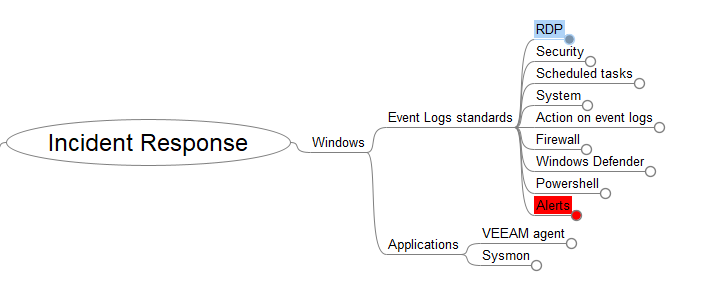 Incident Response
Windows
Event Logs standards
RDP
Security
Scheduled tasks
System
Action on event logs
Firewall
Windows Defender
Powershell
Alerts
Applications
VEEAM agent
Sysmon